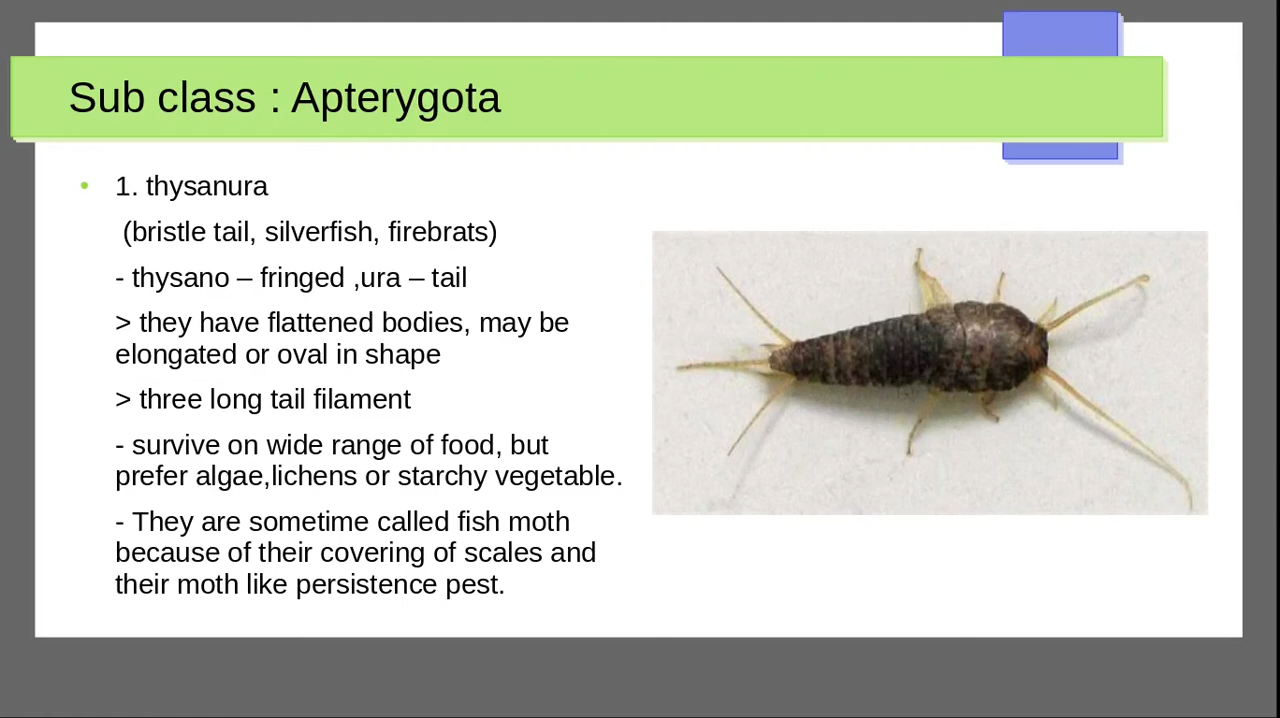 Sub class : Apterygota
1. thysanura
(bristle tail, silverfish, firebrats)
- thysano – fringed ,ura – tail
> they have flattened bodies, may be
elongated or oval in shape
> three long tail filament
- survive on wide range of food, but
prefer algae,lichens or starchy vegetable.
- They are sometime called fish moth
because of their covering of scales and
their moth like persistence pest.